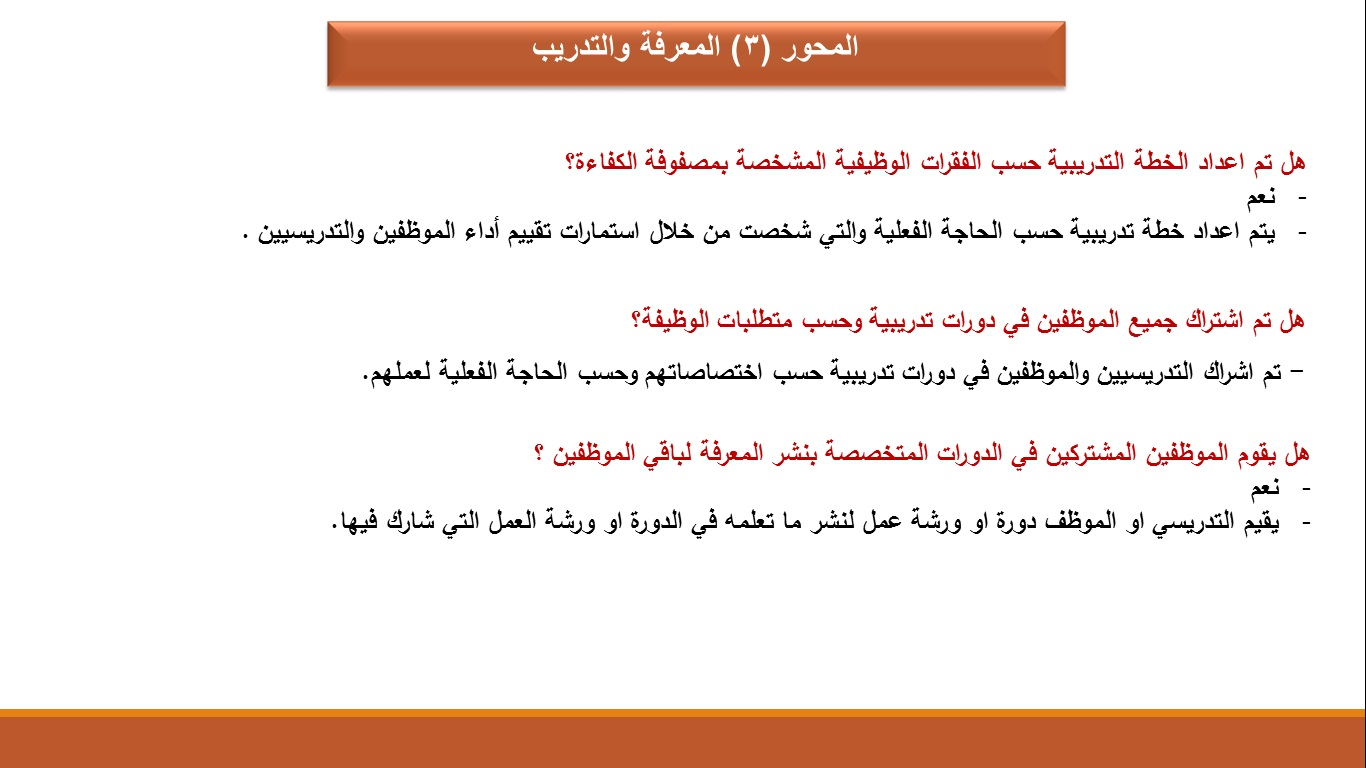 المحور (٣) المعرفة والتدريب
هل تم اعداد الخطة التدريبية حسب الفقرات الوظيفية المشخصة بمصفوفة الكفاءة؟
- نعم
- يتم اعداد خطة تدريبية حسب الحاجة الفعلية والتي شخصت من خلال استمارات تقييم أداء الموظفين والتدريسيين .
هل تم اشتراك جميع الموظفين في دورات تدريبية وحسب متطلبات الوظيفة؟
– تم اشراك التدريسيين والموظفين في دورات تدريبية حسب اختصاصاتهم وحسب الحاجة الفعلية لعملهم.
هل يقوم الموظفين المشتركين في الدورات المتخصصة بنشر المعرفة لباقي الموظفين ؟
- نعم
- يقيم التدريسي او الموظف دورة او ورشة عمل لنشر ما تعلمه في الدورة او ورشة العمل التي شارك فيها.